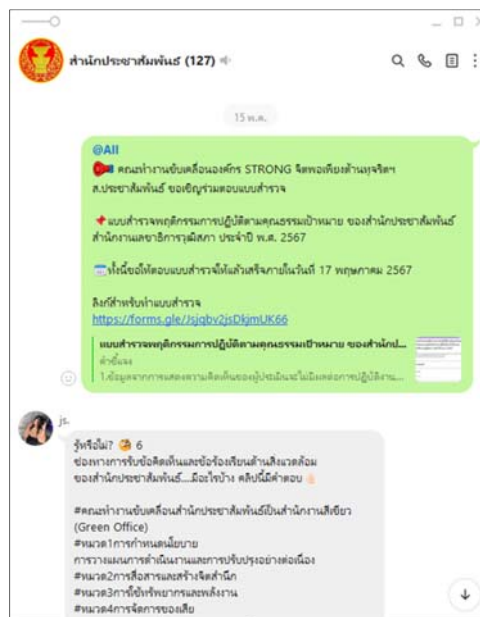 สำนักประชาสัมพันธ์ (127)
15 พ.ค.
@All
คณะทำงานขับเคลื่อนองค์กร STRONG จิตพอเพียงต้านทุจริตฯ
ส.ประชาสัมพันธ์ ขอเชิญร่วมตอบแบบสำรวจ
📌แบบสำรวจพฤติกรรมการปฏิบัติตามคุณธรรมเป้าหมาย ของสำนักประชาสัมพันธ์
สำนักงานเลขาธิการวุฒิสภา ประจำปี พ.ศ. 2567
🗓️ทั้งนี้ขอให้ตอบแบบสำรวจให้แล้วเสร็จภายในวันที่ 17 พฤษภาคม 2567
ลิงก์สำหรับทำแบบสำรวจ
https://forms.gle/Jsjqbv2jsDkjmUK66
แบบสำรวจพฤติกรรมการปฏิบัติตามคุณธรรมเป้าหมาย ของสำนักป...
คำชี้แจง
1.ข้อมูลจากการแสดงความคิดเห็นของผู้ประเมินจะไม่มีผลต่อการปฏิบัติงาน...
js.
รู้หรือไม่? 🧐 6
ช่องทางการรับข้อคิดเห็นและข้อร้องเรียนด้านสิ่งแวดล้อม
ของสำนักประชาสัมพันธ์....มีอะไรบ้าง คลิปนี้มีคำตอบ
#คณะทำงานขับเคลื่อนสำนักประชาสัมพันธ์เป็นสำนักงานสีเขียว
(Green Office)
#หมวด1การกำหนดนโยบาย
การวางแผนการดำเนินงานและการปรับปรุงอย่างต่อเนื่อง
#หมวด2การสื่อสารและสร้างจิตสำนึก
#หมวด3การใช้ทรัพยากรและพลังงาน
#หมวด4การจัดการของเสีย